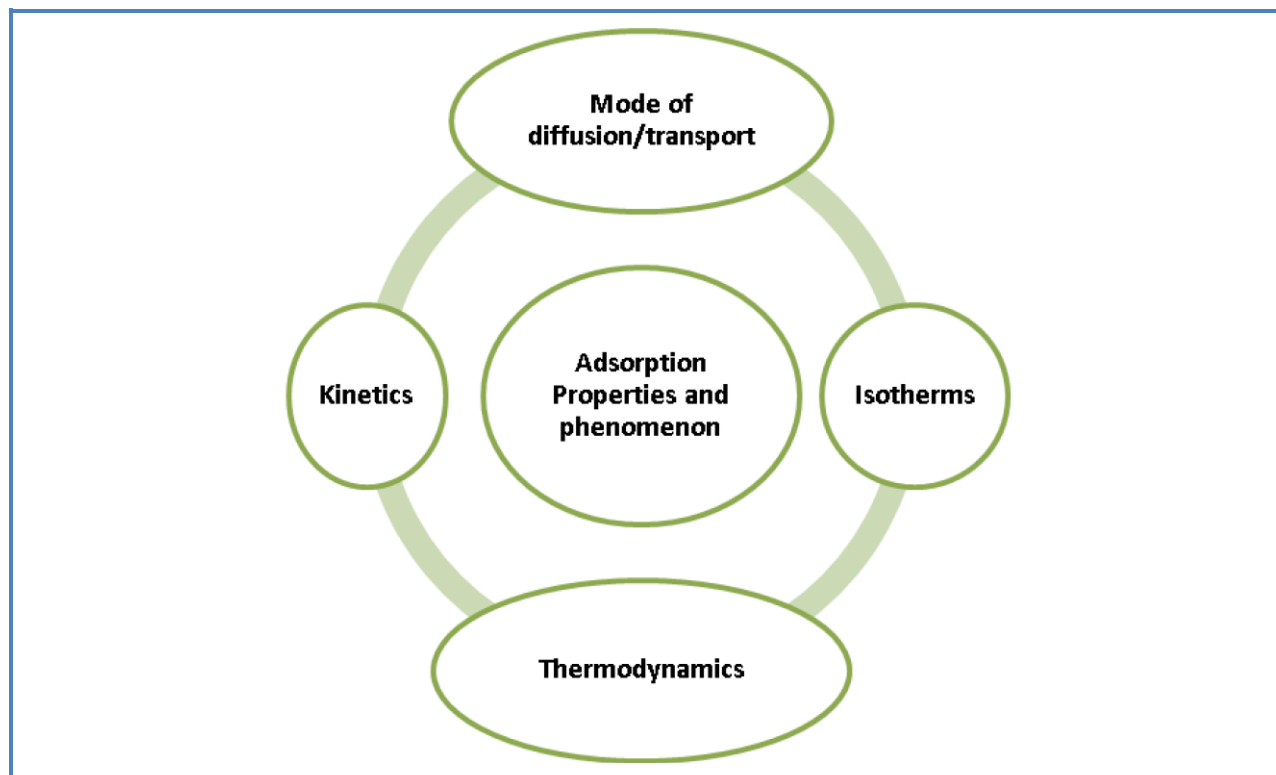 Mode of
diffusion/transport
Kinetics
Adsorption
Properties and
phenomenon
Isotherms
Thermodynamics